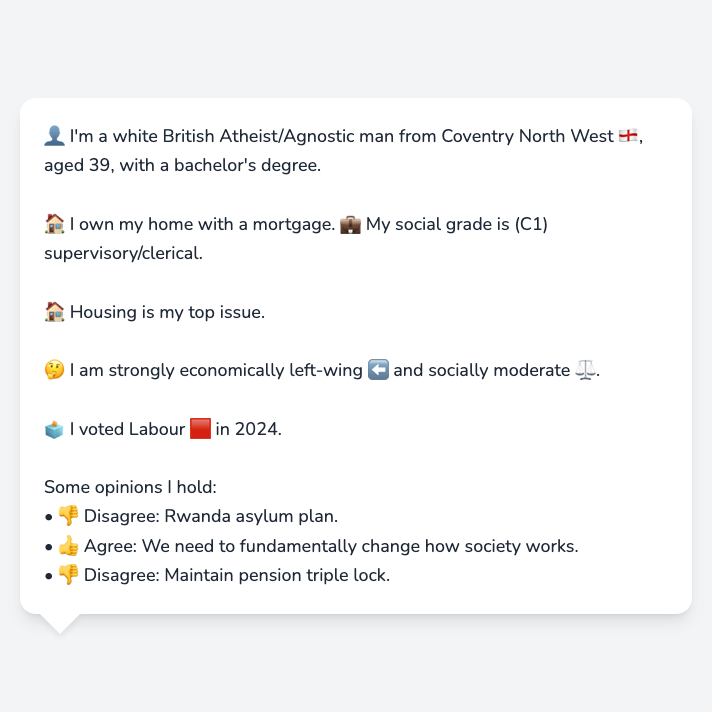 👤 I'm a white British Atheist/Agnostic man from Coventry North West 🏴󠁧󠁢󠁥󠁮󠁧󠁿,
aged 39, with a bachelor's degree.
🏠 I own my home with a mortgage. 💼 My social grade is (C1)
supervisory/clerical.
🏠 Housing is my top issue.
🤔 I am strongly economically left-wing ⬅️ and socially moderate ⚖️.
🗳️ I voted Labour 🟥 in 2024.
Some opinions I hold:
• 👎 Disagree: Rwanda asylum plan.
• 👍 Agree: We need to fundamentally change how society works.
• 👎 Disagree: Maintain pension triple lock.